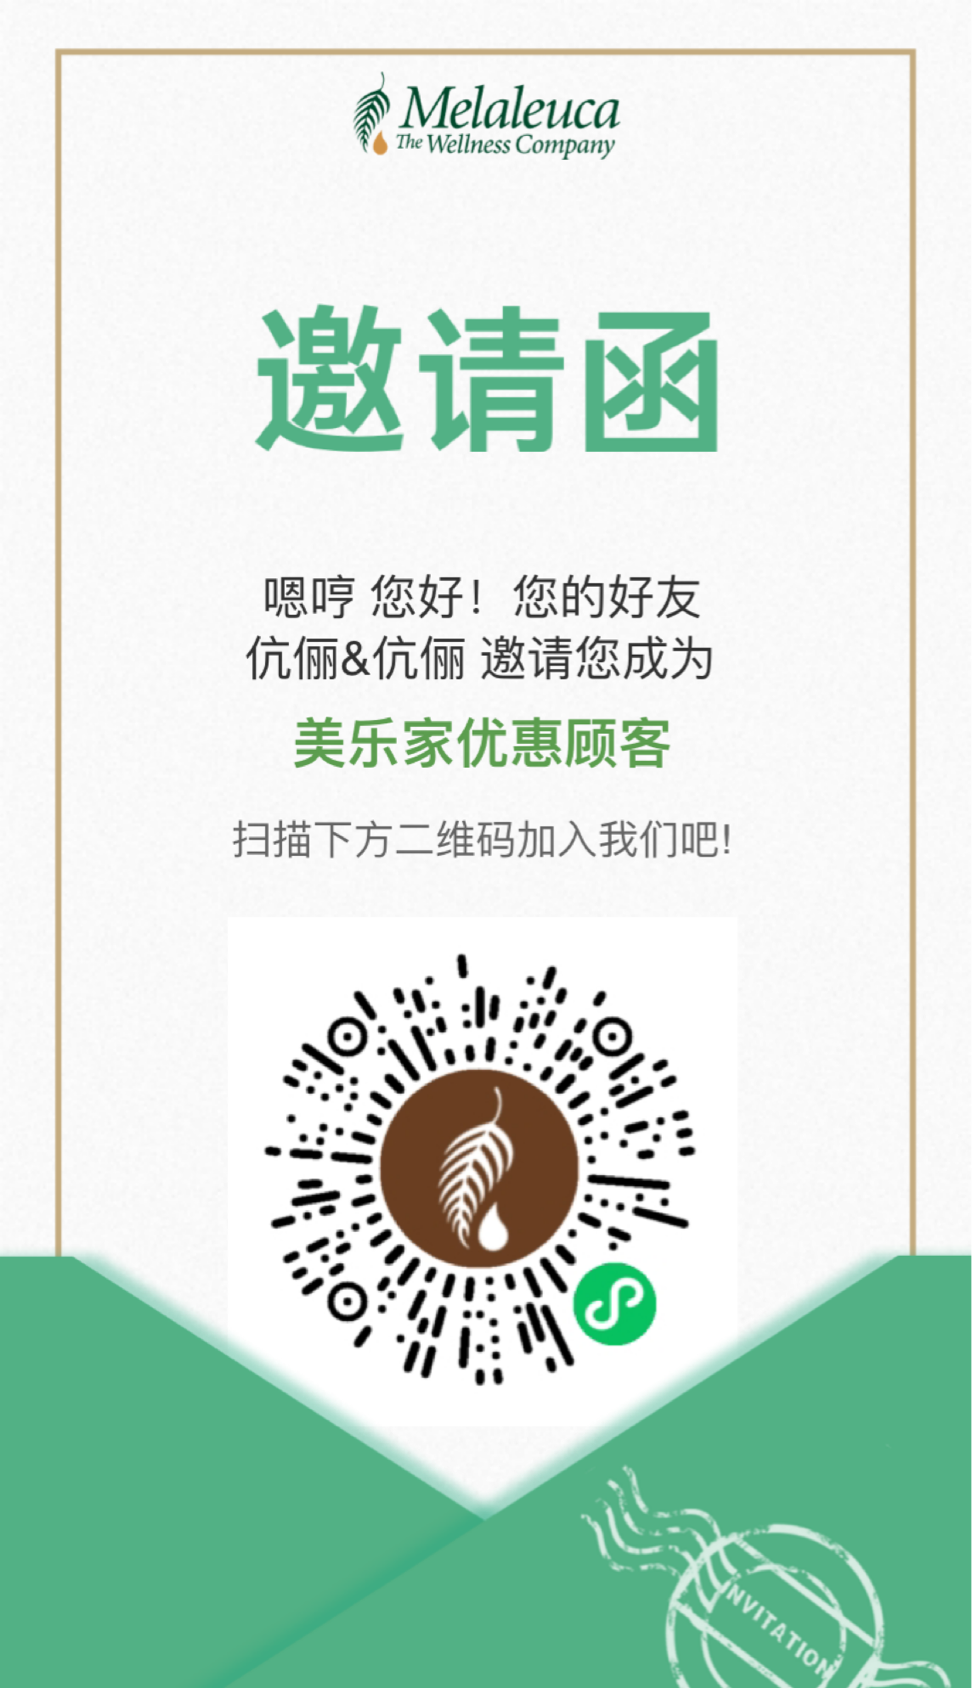 Melaleuca
The Wellness Company
邀请函
嗯哼 您好！您的好友
伉俪&伉俪 邀请您成为
美乐家优惠顾客
扫描下方二维码加入我们吧!
INVITATION